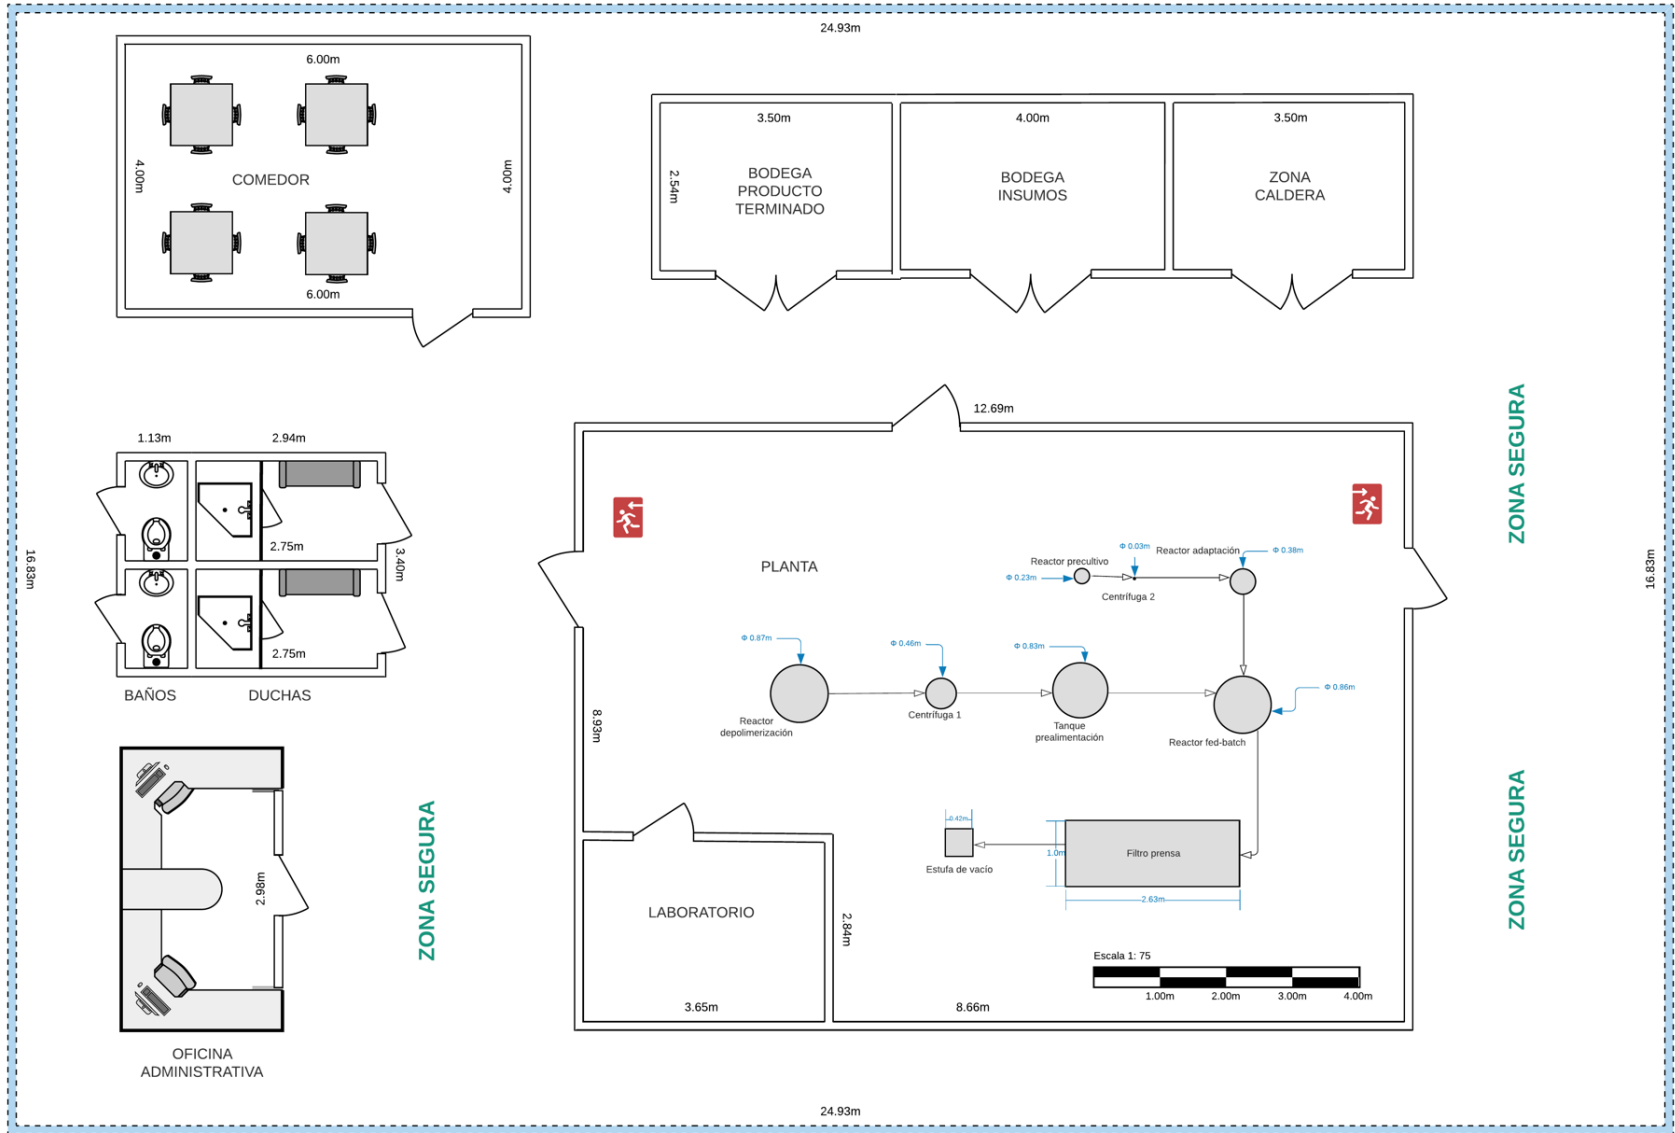 24.93m
6.00m
4.00m
4.00m
COMEDOR
6.00m
3.50m
4.00m
3.50m
2.54m
BODEGA
PRODUCTO
TERMINADO
BODEGA
INSUMOS
ZONA
CALDERA
12.69m
ZONA SEGURA
1.13m
2.94m
2.75m
3.40m
2.75m
BAÑOS
DUCHAS
16.83m
16.83m
PLANTA
Reactor precultivo
Φ 0.03m
Reactor adaptación
Φ 0.38m
Φ 0.23m
Centrífuga 2
Φ 0.87m
Φ 0.46m
Φ 0.83m
Φ 0.86m
Reactor
depolimerización
Centrífuga 1
Tanque
prealimentación
Reactor fed-batch
8.93m
ZONA SEGURA
ZONA SEGURA
2.98m
0.42m
1.0m
Filtro prensa
Estufa de vacío
2.63m
LABORATORIO
2.84m
3.65m
8.66m
Escala 1: 75
1.00m
2.00m
3.00m
4.00m
OFICINA
ADMINISTRATIVA
24.93m